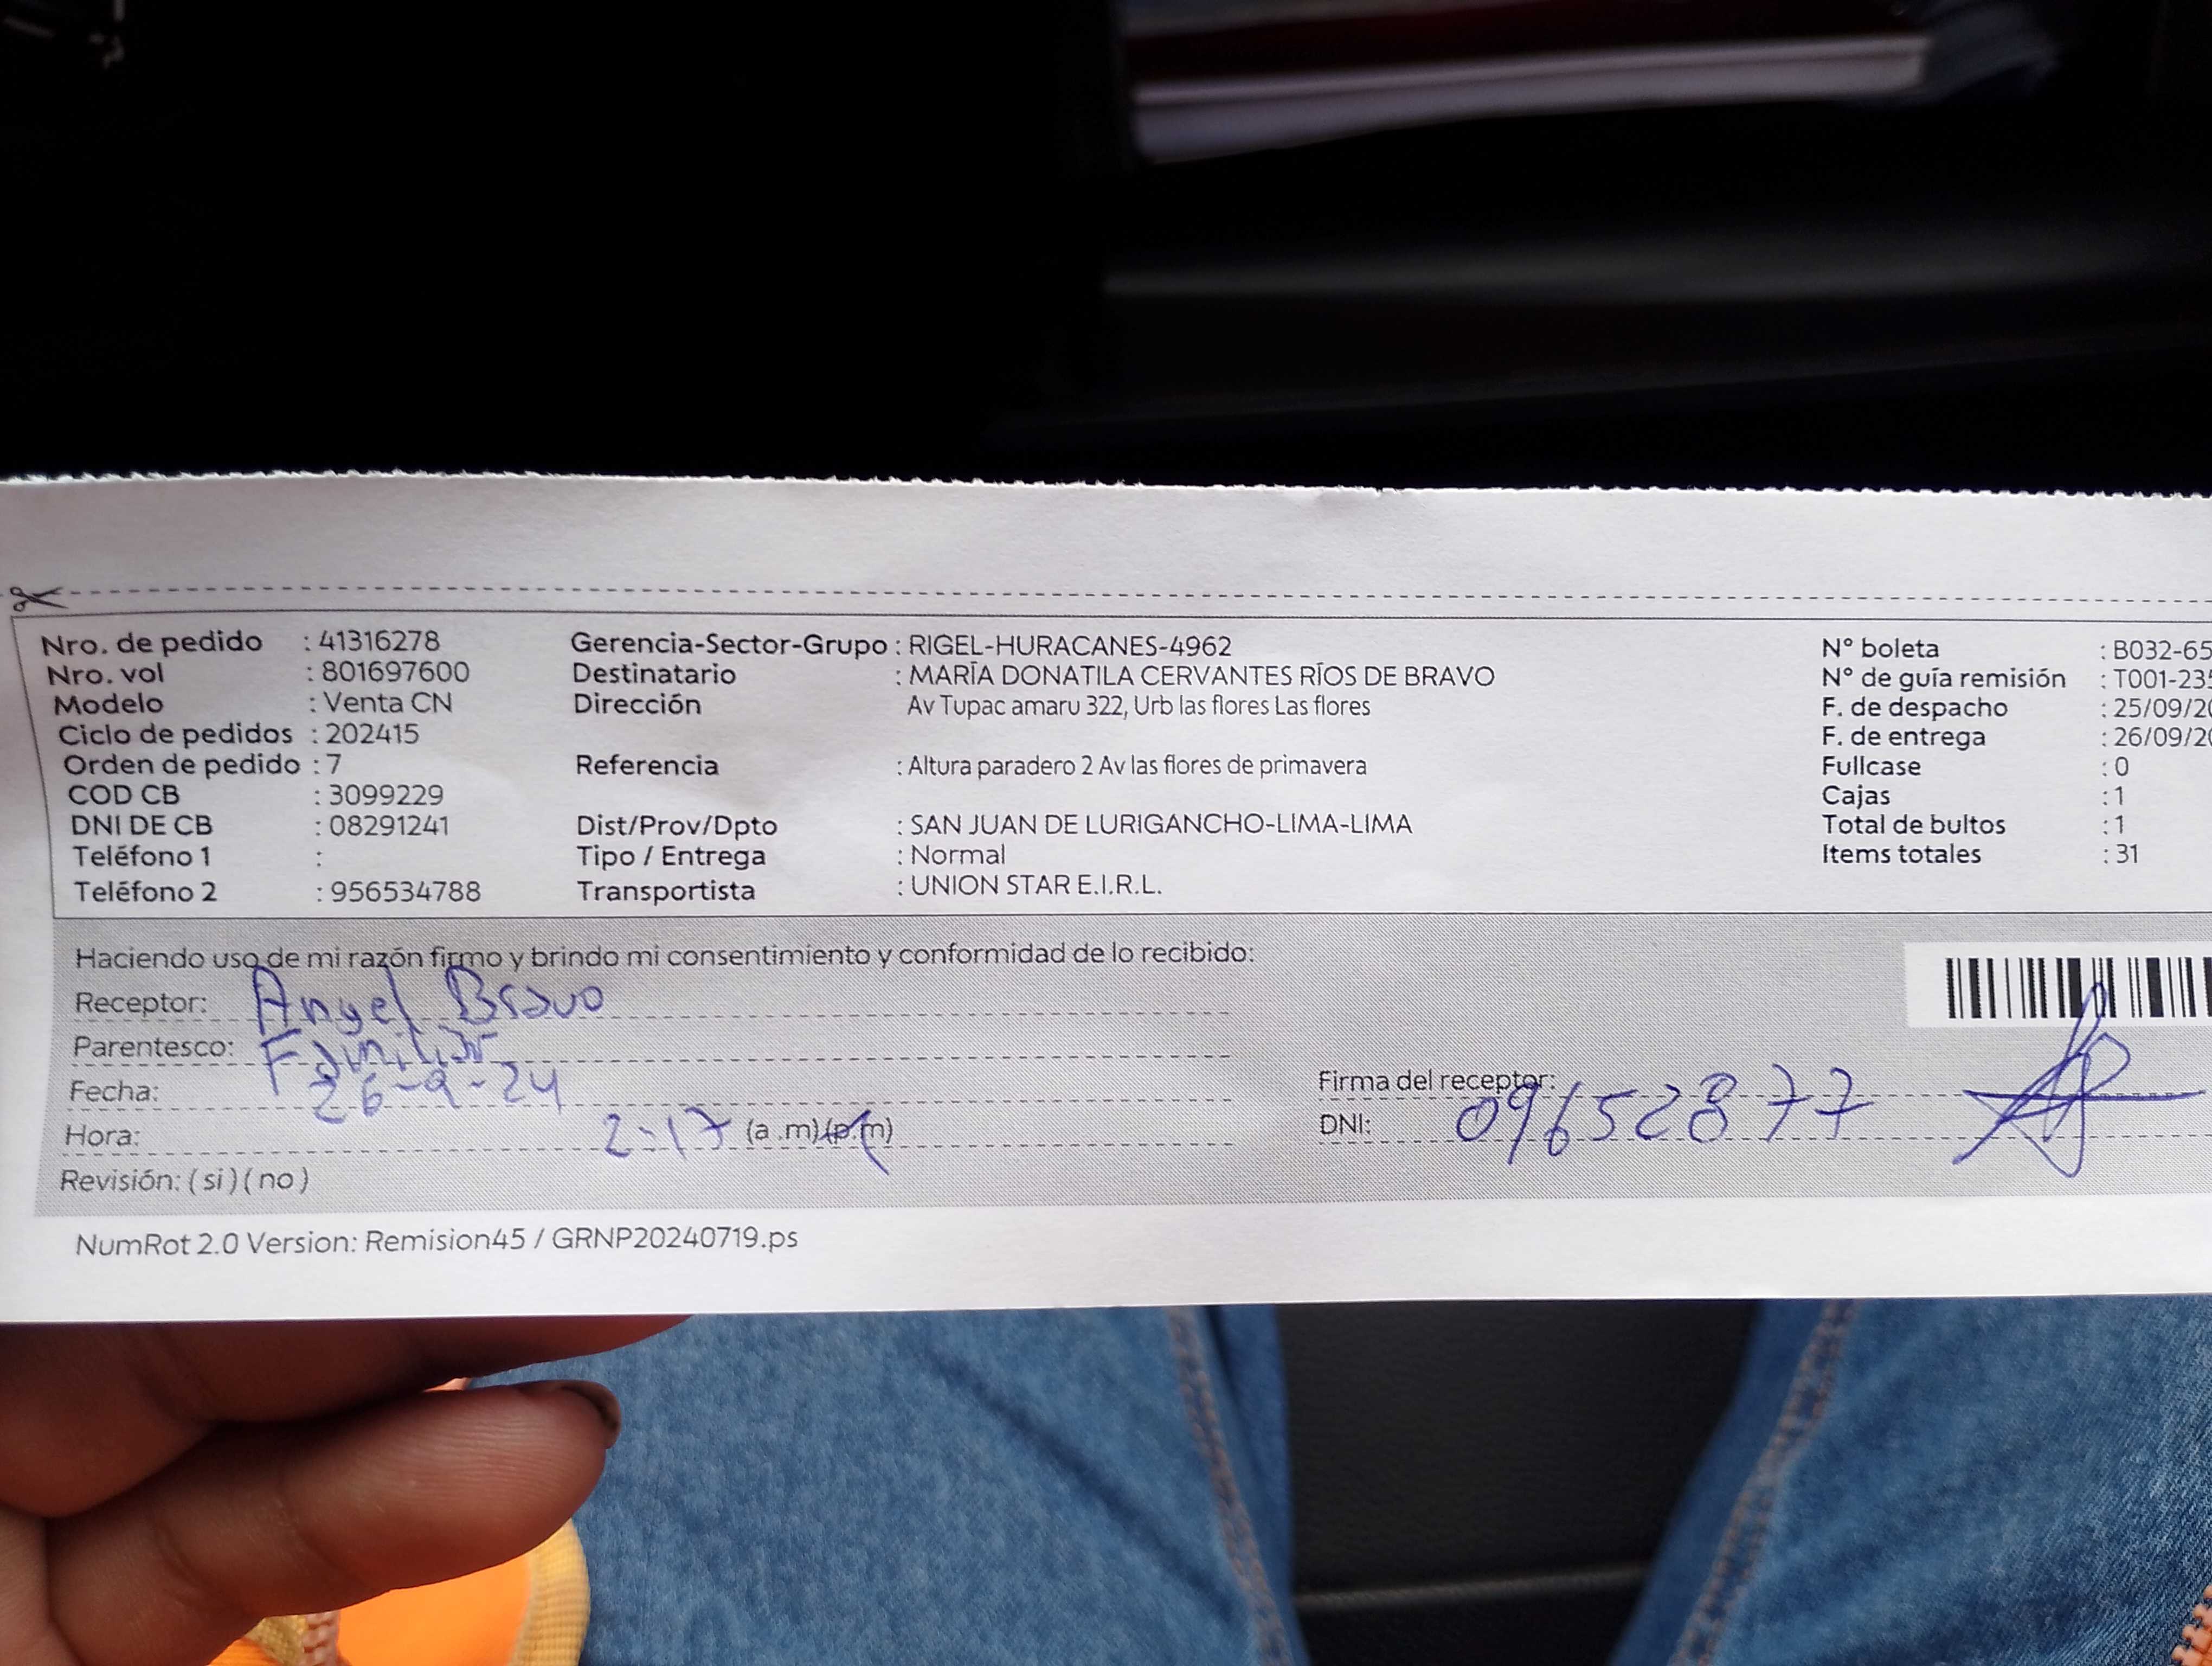 Nro. de pedido : 41316278 Gerencia-Sector-Grupo : RIGEL-HURACANES-4962 N° boleta : B032-65
Nro. vol : 801697600 Destinatario : MARÍA DONATILA CERVANTES RÍOS DE BRAVO N° de guía remisión : T001-235
Modelo : Venta CN Dirección Av Tupac amaru 322, Urb las flores Las flores F. de despacho : 25/09/20
Ciclo de pedidos : 202415 F. de entrega : 26/09/20
Orden de pedido : 7 Referencia : Altura paradero 2 Av las flores de primavera Fullcase : 0
COD CB : 3099229 Cajas : 1
DNI DE CB : 08291241 Dist/Prov/Dpto : SAN JUAN DE LURIGANCHO-LIMA-LIMA Total de bultos : 1
Teléfono 1 : Tipo / Entrega : Normal Items totales : 31
Teléfono 2 : 956534788 Transportista : UNION STAR E.I.R.L.
Haciendo uso de mi razón firmo y brindo mi consentimiento y conformidad de lo recibido:
Receptor: Angel Bravo
Parentesco: Familiar
Fecha: 26-9-24 Firma del receptor:
Hora: 2:17 (a .m)(p.m) DNI: 09652877
Revisión: ( si ) ( no )
NumRot 2.0 Version: Remision45 / GRNP20240719.ps